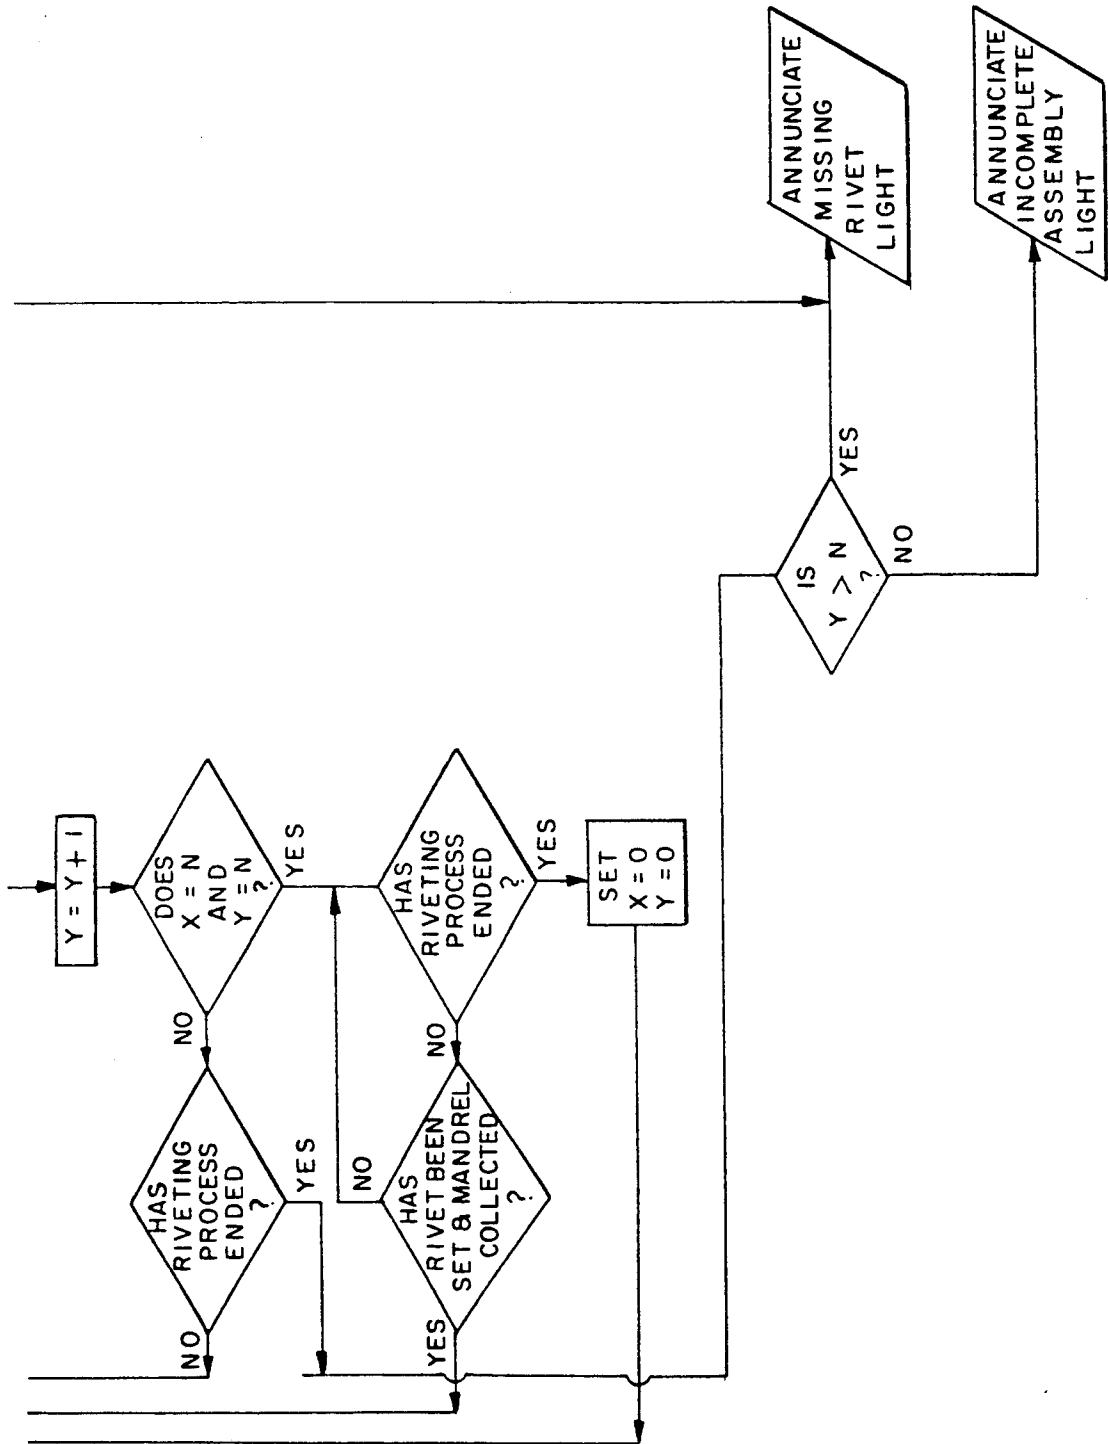 Y = Y + 1
DOES
X = N
AND
Y = N
?
YES
NO
HAS
RIVETING
PROCESS
ENDED
?
YES
NO
HAS
RIVETING
PROCESS
ENDED
?
YES
NO
HAS
RIVET BEEN
SET & MANDREL
COLLECTED
?
NO
YES
SET
X = 0
Y = 0
IS
Y > N
?
YES
NO
ANNUNCIATE
MISSING
RIVET
LIGHT
ANNUNCIATE
INCOMPLETE
ASSEMBLY
LIGHT